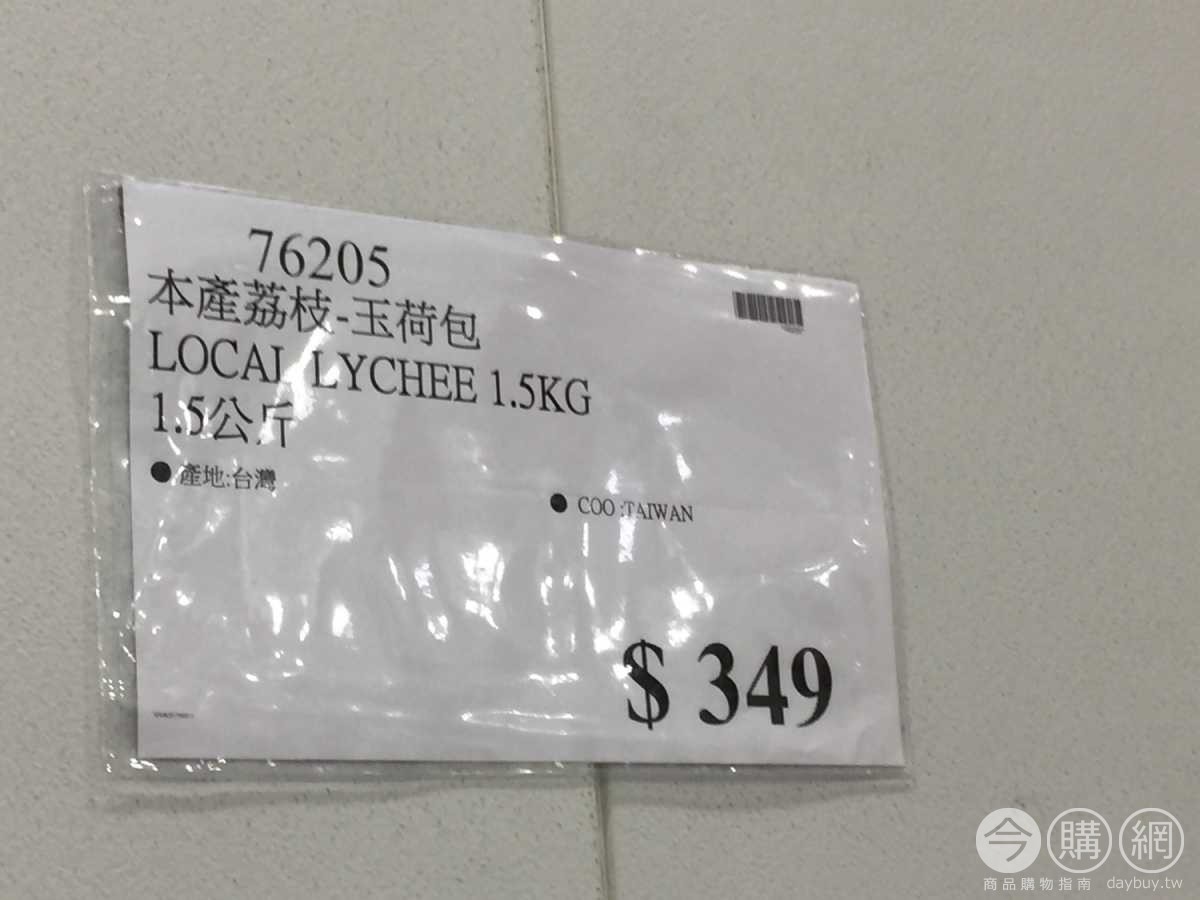 76205
本產荔枝-玉荷包
LOCAL LYCHEE 1.5KG
1.5公斤
● 產地:台灣
● COO :TAIWAN
$ 349
今購網
商品購物指南 daybuy.tw